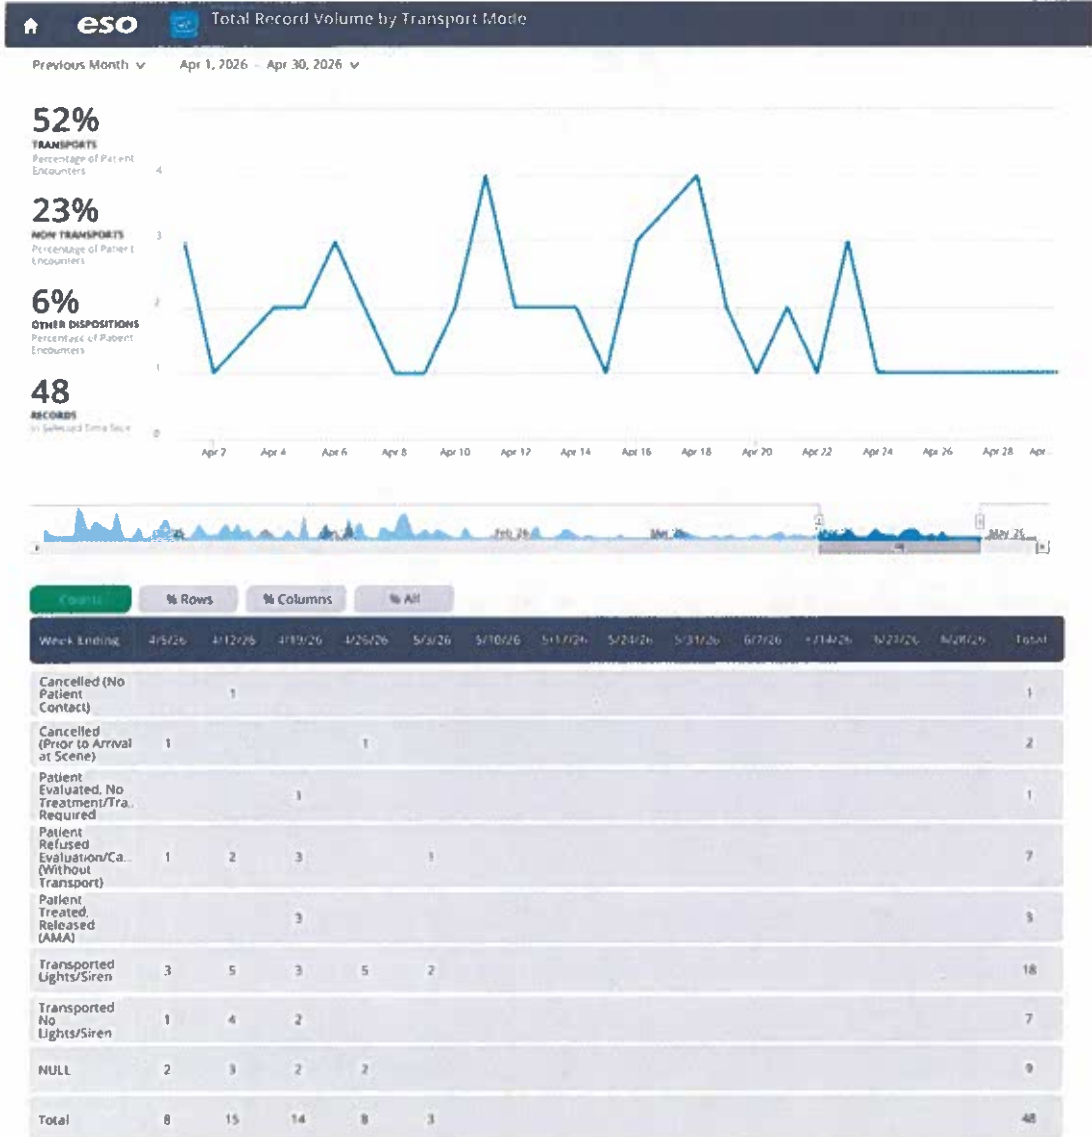 eso Total Record Volume by Transport Mode
Previous Month Apr 1, 2026 - Apr 30, 2026
52%
TRANSPORTS
Percentage of Patient
Encounters
23%
NON TRANSPORTS
Percentage of Patient
Encounters
6%
OTHER DISPOSITIONS
Percentage of Patient
Encounters
48
RECORDS
In Selected Time Slice
4
3
2
1
0
Apr 2 Apr 4 Apr 6 Apr 8 Apr 10 Apr 12 Apr 14 Apr 16 Apr 18 Apr 20 Apr 22 Apr 24 Apr 26 Apr 28 Apr...
Feb '26 Mar '26 May '26
Counts % Rows % Columns % All
Week Ending 4/5/26 4/12/26 4/19/26 4/26/26 5/3/26 5/10/26 5/17/26 5/24/26 5/31/26 6/7/26 6/14/26 6/21/26 6/28/26 Total
Cancelled (No
Patient
Contact) 1 1
Cancelled
(Prior to Arrival
at Scene) 1 1 2
Patient
Evaluated, No
Treatment/Tra..
Required 1 1
Patient
Refused
Evaluation/Ca..
(Without
Transport) 1 2 3 1 7
Patient
Treated,
Released
(AMA) 3 3
Transported
Lights/Siren 3 5 3 5 2 18
Transported
No
Lights/Siren 1 4 2 7
NULL 2 3 2 2 9
Total 8 15 14 8 3 48